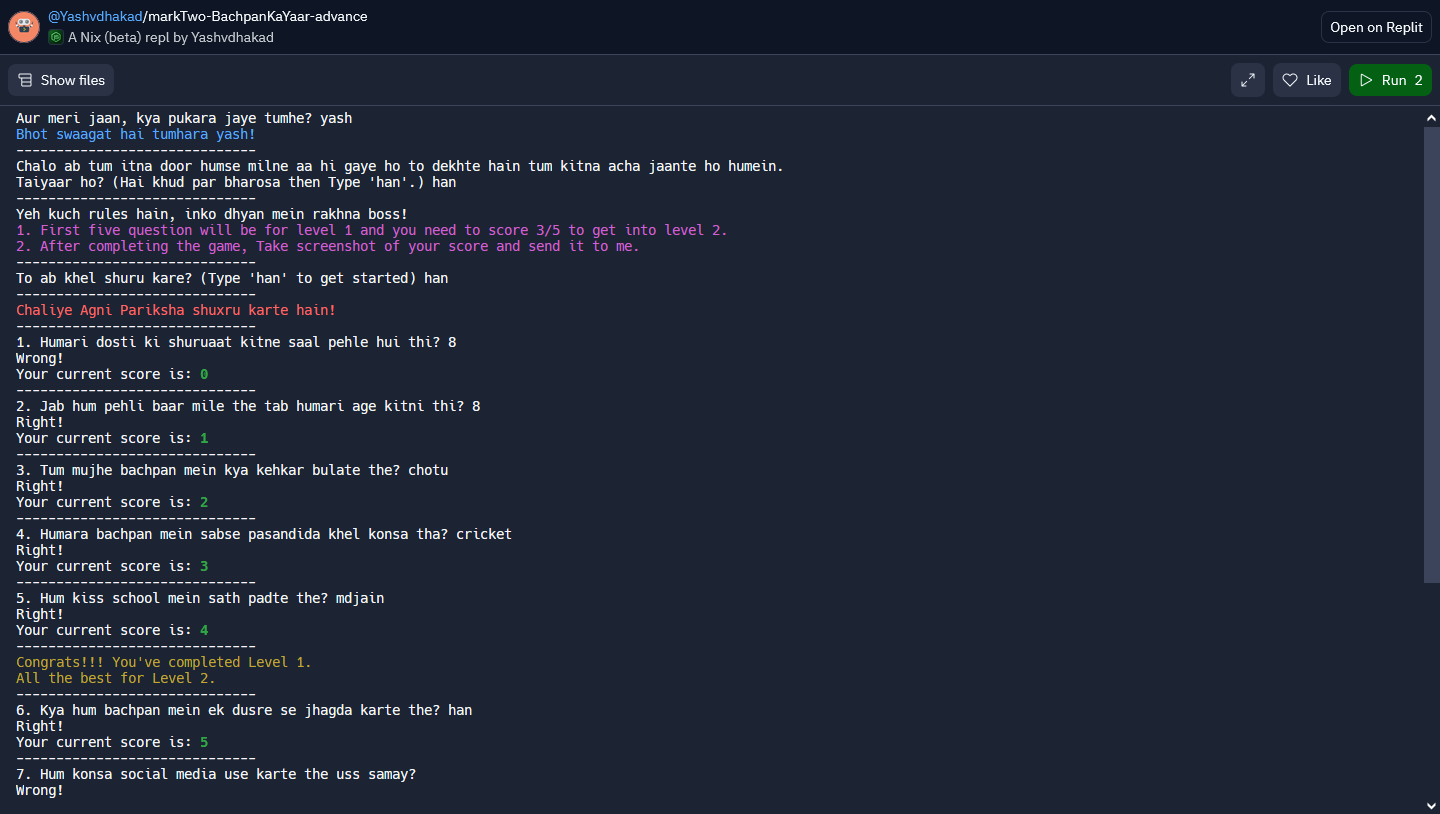 @Yashvdhakad/markTwo-BachpanKaYaar-advance
A Nix (beta) repl by Yashvdhakad
Open on Replit
Show files
Like
Run 2
Aur meri jaan, kya pukara jaye tumhe? yash
Bhot swaagat hai tumhara yash!
------------------------------
Chalo ab tum itna door humse milne aa hi gaye ho to dekhte hain tum kitna acha jaante ho humein.
Taiyaar ho? (Hai khud par bharosa then Type 'han'.) han
------------------------------
Yeh kuch rules hain, inko dhyan mein rakhna boss!
1. First five question will be for level 1 and you need to score 3/5 to get into level 2.
2. After completing the game, Take screenshot of your score and send it to me.
------------------------------
To ab khel shuru kare? (Type 'han' to get started) han
------------------------------
Chaliye Agni Pariksha shuxru karte hain!
------------------------------
1. Humari dosti ki shuruaat kitne saal pehle hui thi? 8
Wrong!
Your current score is: 0
------------------------------
2. Jab hum pehli baar mile the tab humari age kitni thi? 8
Right!
Your current score is: 1
------------------------------
3. Tum mujhe bachpan mein kya kehkar bulate the? chotu
Right!
Your current score is: 2
------------------------------
4. Humara bachpan mein sabse pasandida khel konsa tha? cricket
Right!
Your current score is: 3
------------------------------
5. Hum kiss school mein sath padte the? mdjain
Right!
Your current score is: 4
------------------------------
Congrats!!! You've completed Level 1.
All the best for Level 2.
------------------------------
6. Kya hum bachpan mein ek dusre se jhagda karte the? han
Right!
Your current score is: 5
------------------------------
7. Hum konsa social media use karte the uss samay?
Wrong!